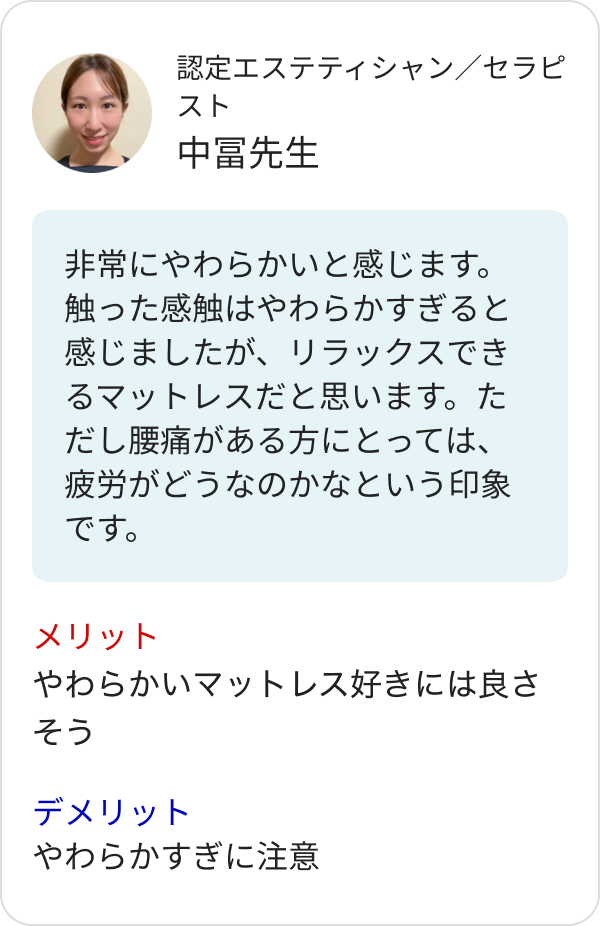 認定エステティシャン／セラピ
スト
中冨先生
非常にやわらかいと感じます。
触った感触はやわらかすぎると
感じましたが、リラックスでき
るマットレスだと思います。た
だし腰痛がある方にとっては、
疲労がどうなのかなという印象
です。
メリット
やわらかいマットレス好きには良さ
そう
デメリット
やわらかすぎに注意